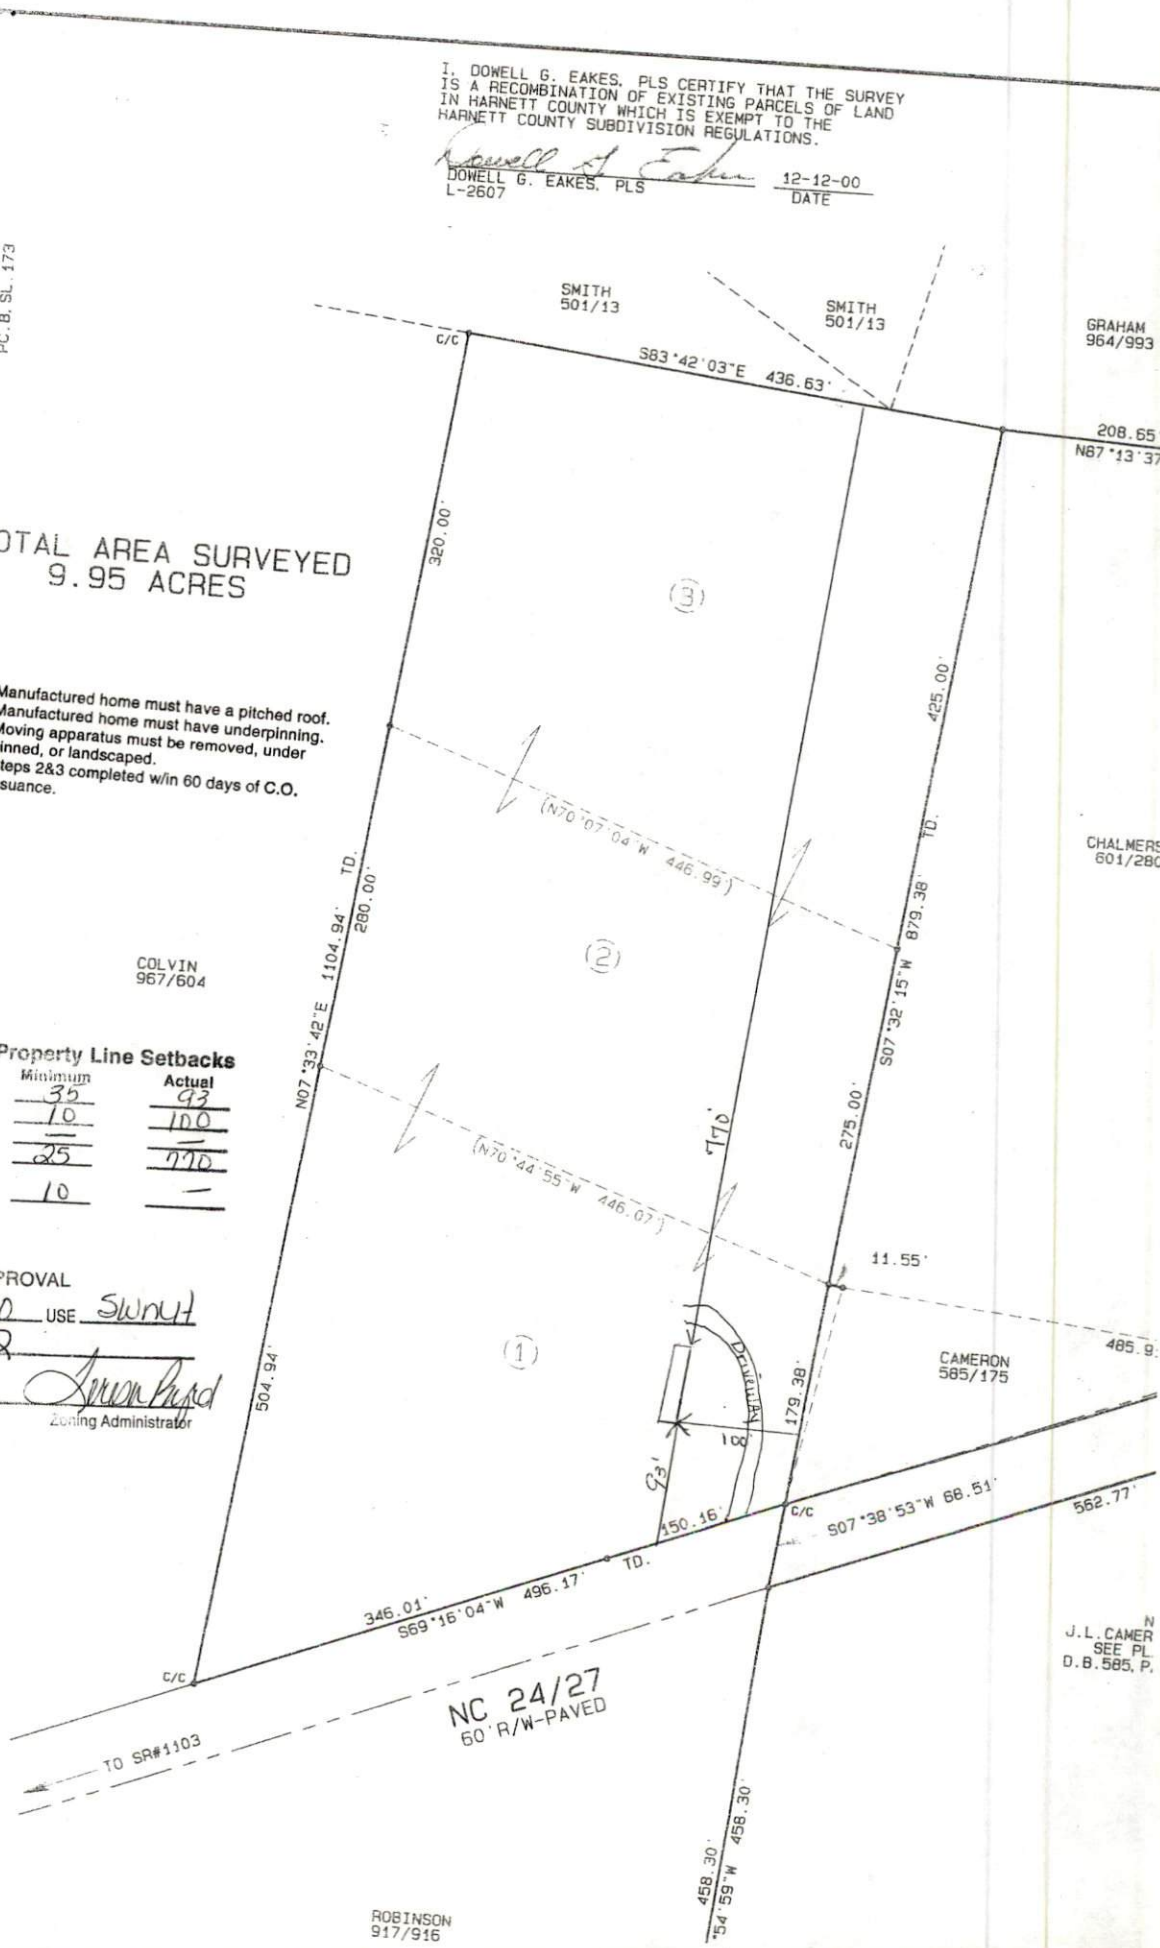 I, DOWELL G. EAKES, PLS CERTIFY THAT THE SURVEY
IS A RECOMBINATION OF EXISTING PARCELS OF LAND
IN HARNETT COUNTY WHICH IS EXEMPT TO THE
HARNETT COUNTY SUBDIVISION REGULATIONS.
Dowell G. Eakes
DOWELL G. EAKES, PLS
L-2607
12-12-00
DATE
PC.B, SL.173
SMITH
501/13
SMITH
501/13
GRAHAM
964/993
C/C
S83°42'03"E 436.63'
208.65'
N87°13'37
320.00'
OTAL AREA SURVEYED
9.95 ACRES
(3)
425.00'
Manufactured home must have a pitched roof.
Manufactured home must have underpinning.
Moving apparatus must be removed, under
inned, or landscaped.
teps 2&3 completed w/in 60 days of C.O.
suance.
(N70°07'04"W 446.99')
CHALMERS
601/280
S07°32'15"W 879.38' TD.
N07°33'42"E 1104.94' TD.
280.00'
(2)
COLVIN
967/604
Property Line Setbacks
Minimum Actual
35 93
10 100
— —
25 770
10 —
275.00'
770'
(N70°44'55"W 446.07')
11.55'
PROVAL
USE SWMH
Zoning Administrator
504.94'
(1)
Driveway
179.38'
100
93'
CAMERON
585/175
485.9
150.16'
C/C
S07°38'53"W 68.51'
562.77'
TD.
346.01'
S69°16'04"W 496.17'
C/C
NC 24/27
60'R/W-PAVED
TO SR#1103
N
J.L.CAMER
SEE PL
D.B.585, P.
458.30'
°54'59"W 458.30'
ROBINSON
917/916